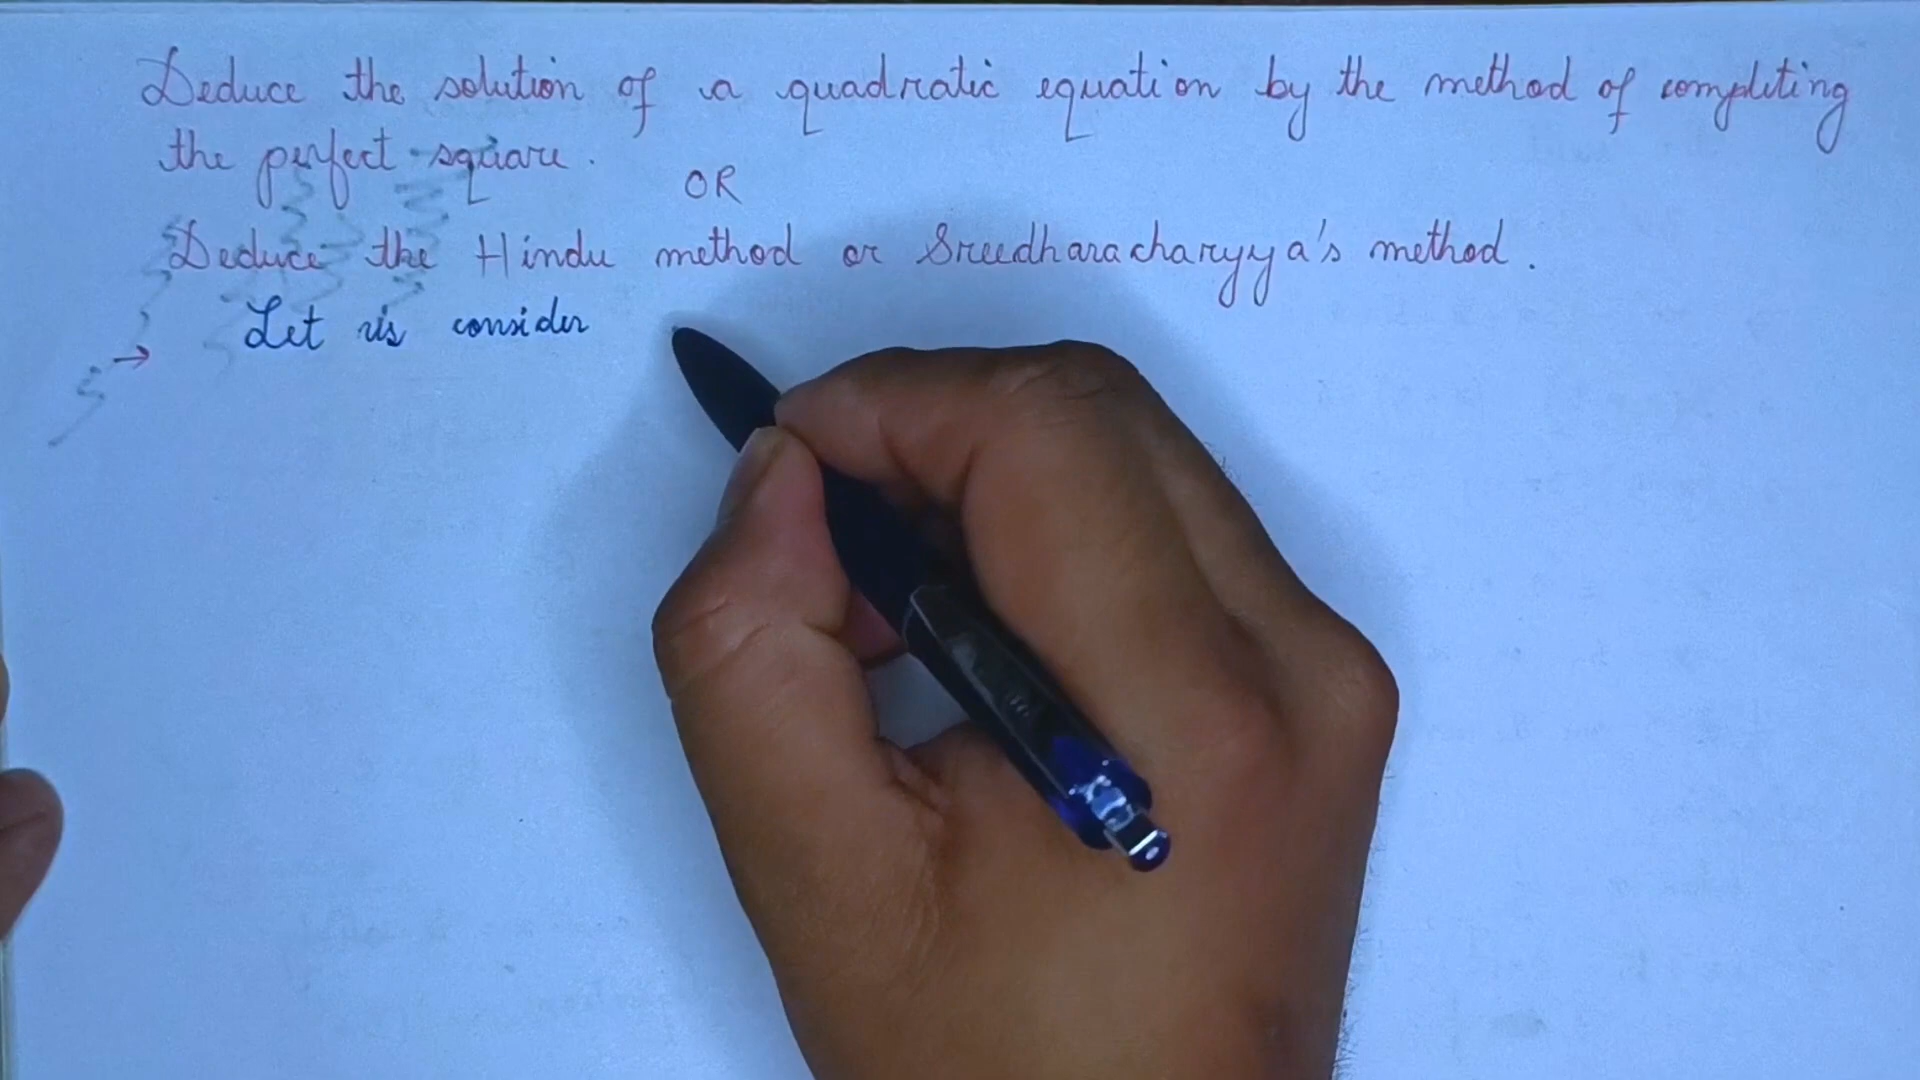 Deduce the solution of a quadratic equation by the method of completing
the perfect square.
OR
Deduce the Hindu method or Sreedharacharyya's method.
→ Let us consider